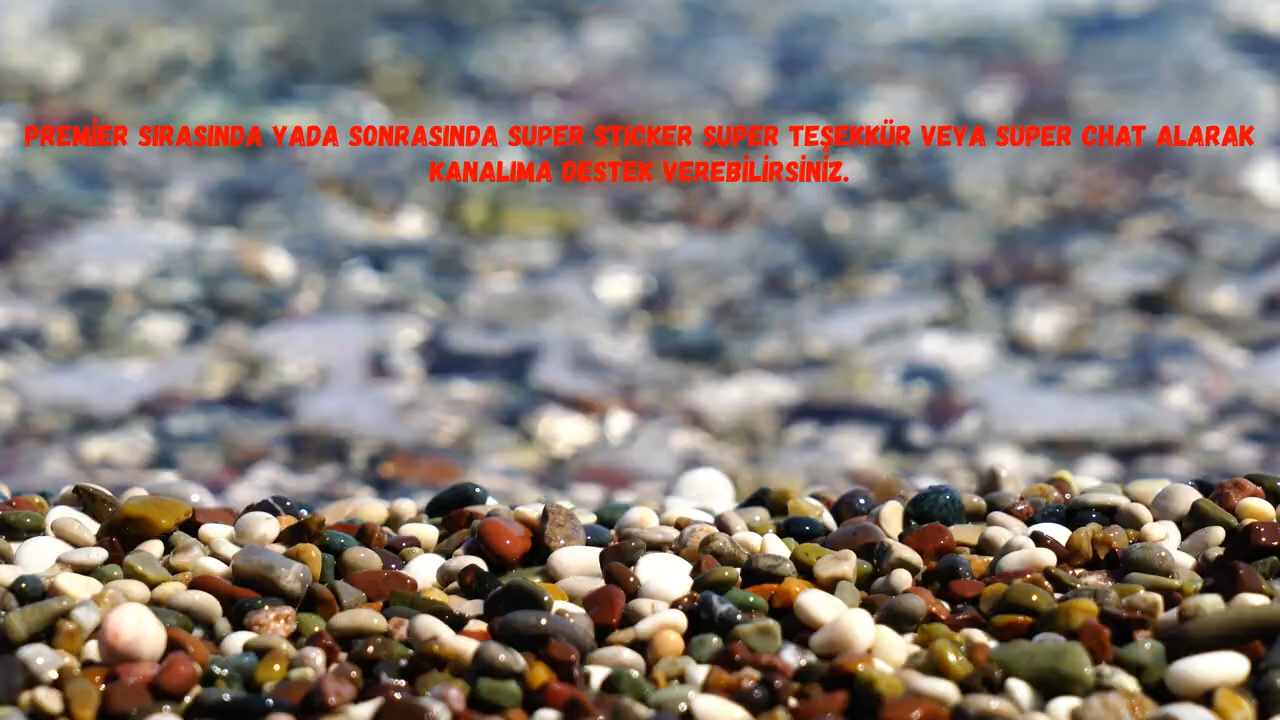 PREMİER SIRASINDA YADA SONRASINDA SUPER STICKER SUPER TEŞEKKÜR VEYA SUPER CHAT ALARAK
KANALIMA DESTEK VEREBİLİRSİNİZ.